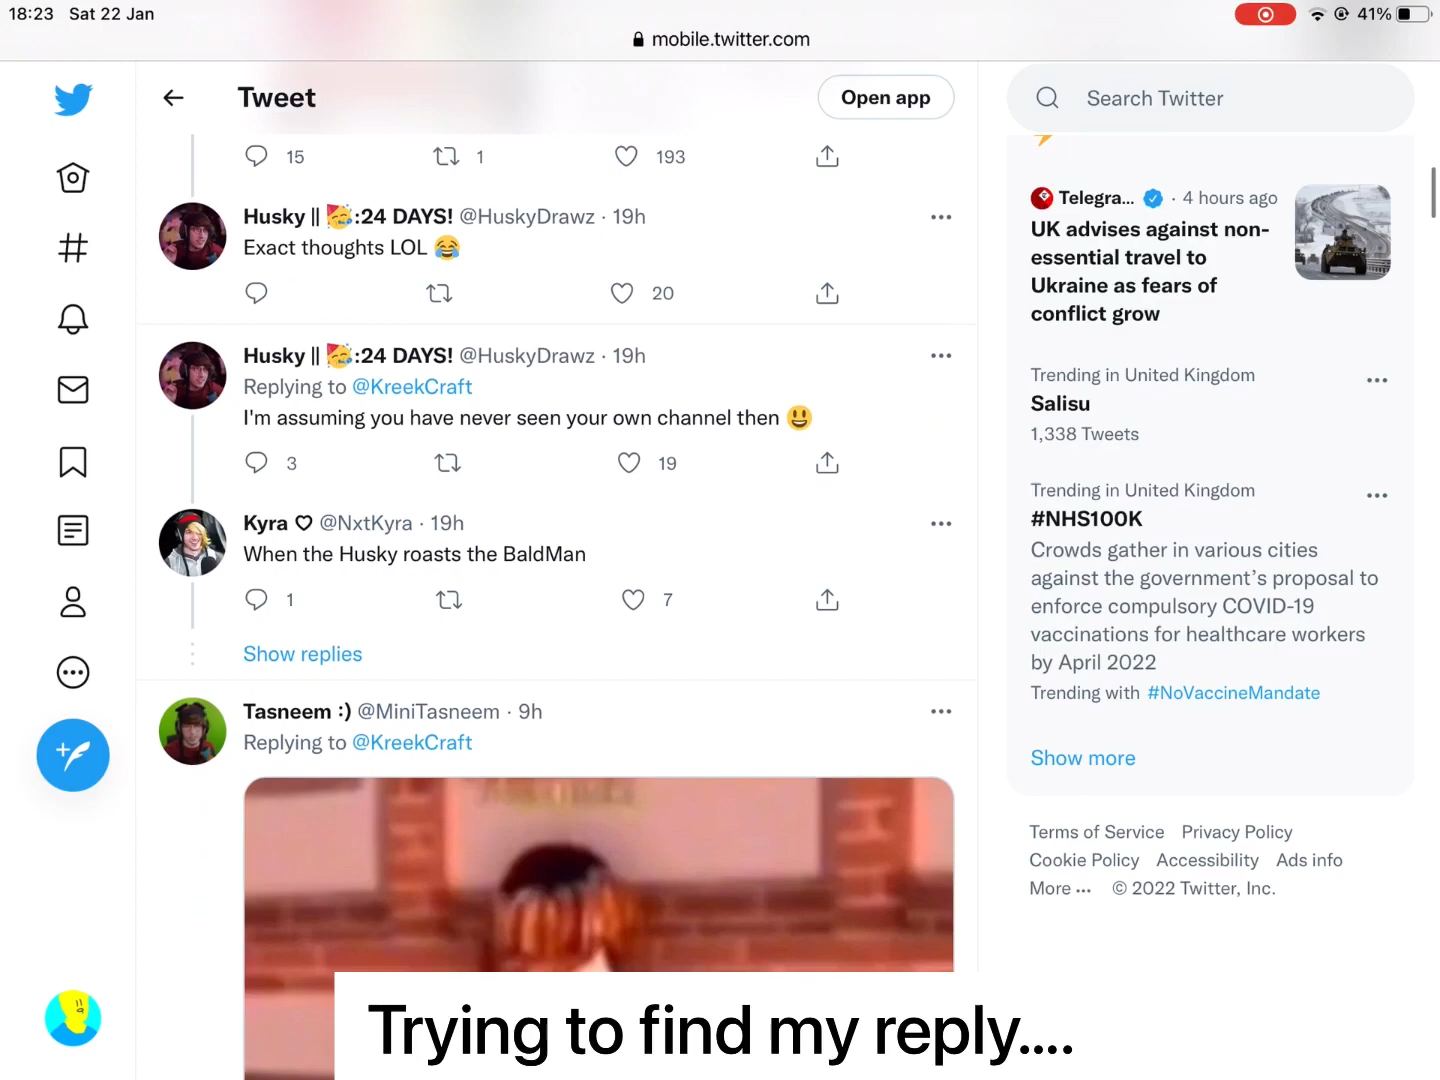 18:23 Sat 22 Jan
41%
mobile.twitter.com
Tweet
Open app
Search Twitter
15 1 193
Husky || 🥳:24 DAYS! @HuskyDrawz · 19h
Exact thoughts LOL 😂
20
Husky || 🥳:24 DAYS! @HuskyDrawz · 19h
Replying to @KreekCraft
I'm assuming you have never seen your own channel then 😃
3 19
Kyra ♡ @NxtKyra · 19h
When the Husky roasts the BaldMan
1 7
Show replies
Tasneem :) @MiniTasneem · 9h
Replying to @KreekCraft
Telegra... · 4 hours ago
UK advises against non-
essential travel to
Ukraine as fears of
conflict grow
Trending in United Kingdom
Salisu
1,338 Tweets
Trending in United Kingdom
#NHS100K
Crowds gather in various cities
against the government's proposal to
enforce compulsory COVID-19
vaccinations for healthcare workers
by April 2022
Trending with #NoVaccineMandate
Show more
Terms of Service Privacy Policy
Cookie Policy Accessibility Ads info
More ··· © 2022 Twitter, Inc.
Trying to find my reply....